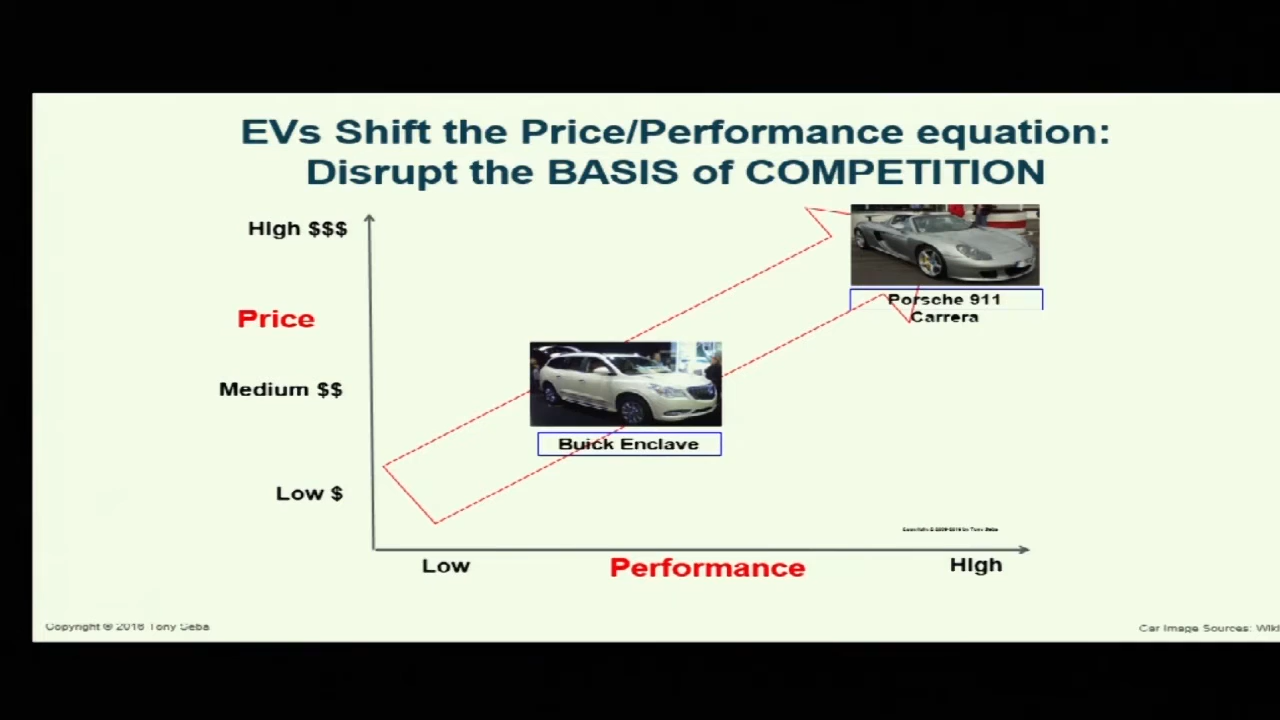 EVs Shift the Price/Performance equation:
Disrupt the BASIS of COMPETITION
High $$$
Price
Porsche 911
Carrera
Medium $$
Buick Enclave
Low $
Low
Performance
High
Copyright © 2016 Tony Seba
Car Image Sources: Wiki